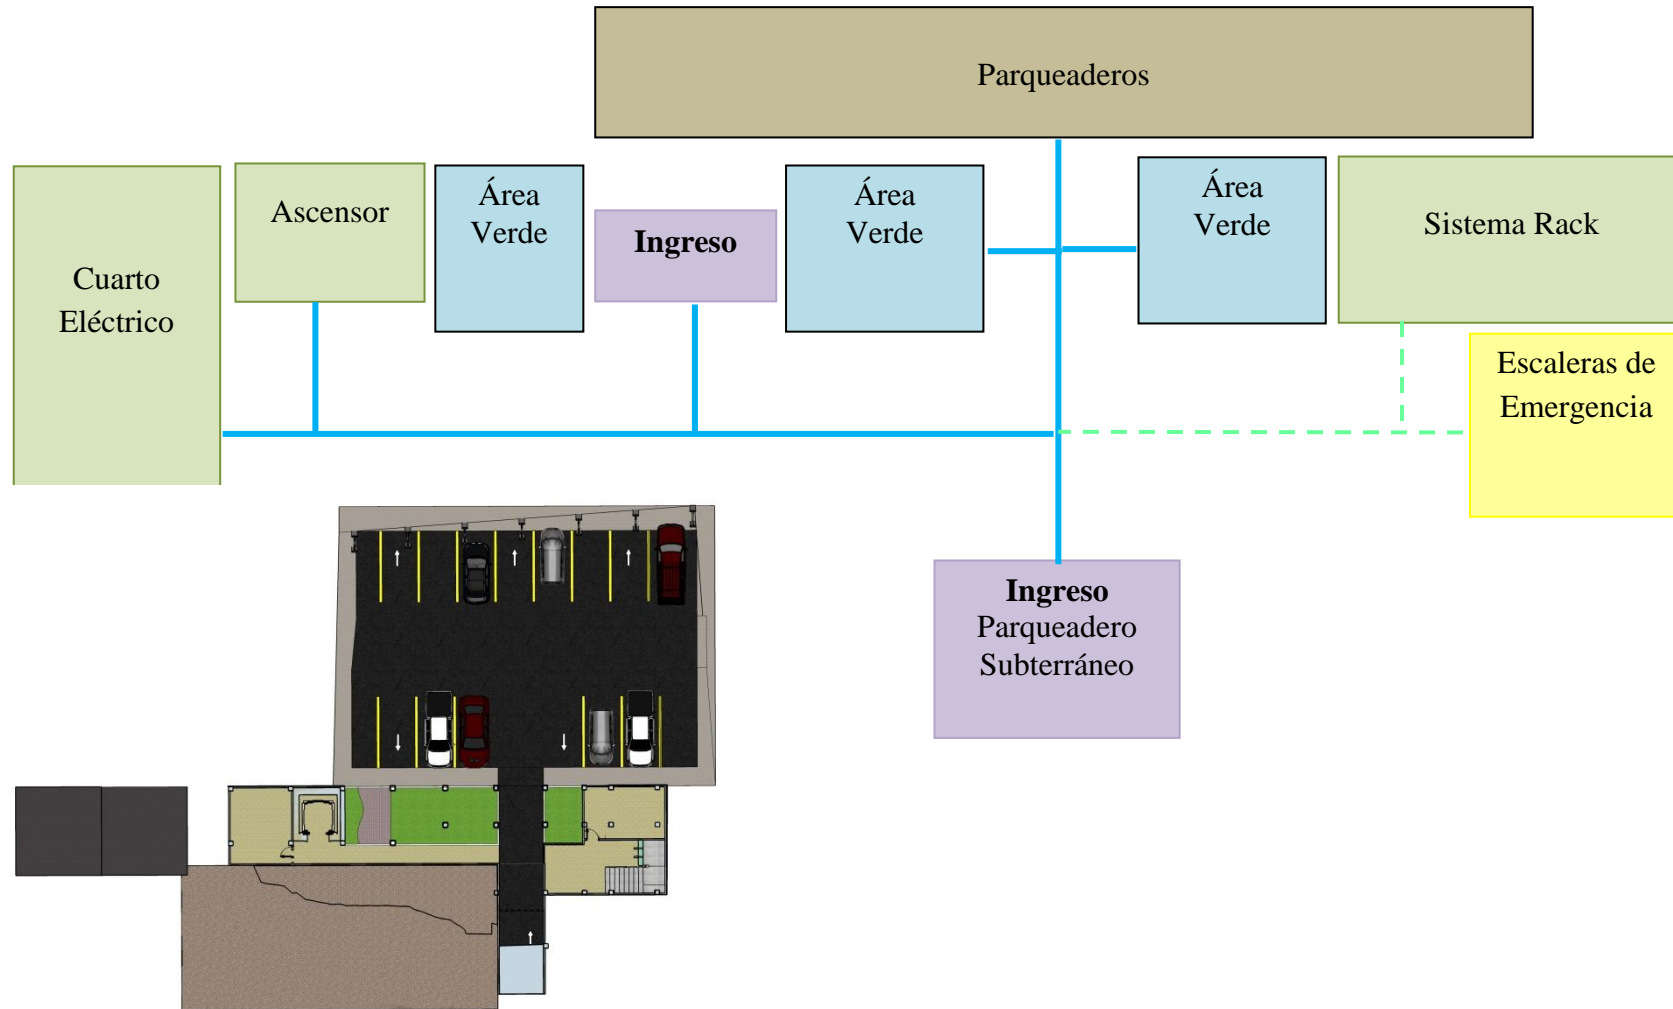 Parqueaderos
Cuarto
Eléctrico
Ascensor
Área
Verde
Ingreso
Área
Verde
Área
Verde
Sistema Rack
Escaleras de
Emergencia
Ingreso
Parqueadero
Subterráneo